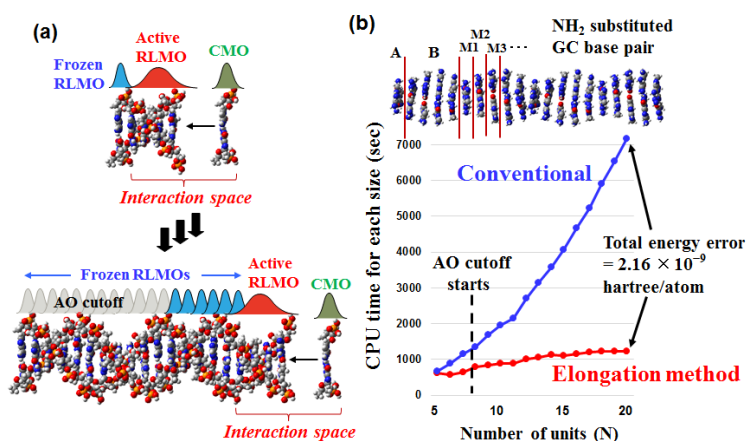 (a)
Active
RLMO
CMO
Frozen
RLMO
Interaction space
Frozen RLMOs
Active
RLMO
AO cutoff
CMO
Interaction space
(b)
A
B
M1
M2
M3
...
NH2 substituted
GC base pair
CPU time for each size (sec)
7000
6000
5000
4000
3000
2000
1000
0
Conventional
AO cutoff
starts
Total energy error
= 2.16 × 10⁻⁹
hartree/atom
Elongation method
5
10
15
20
Number of units (N)